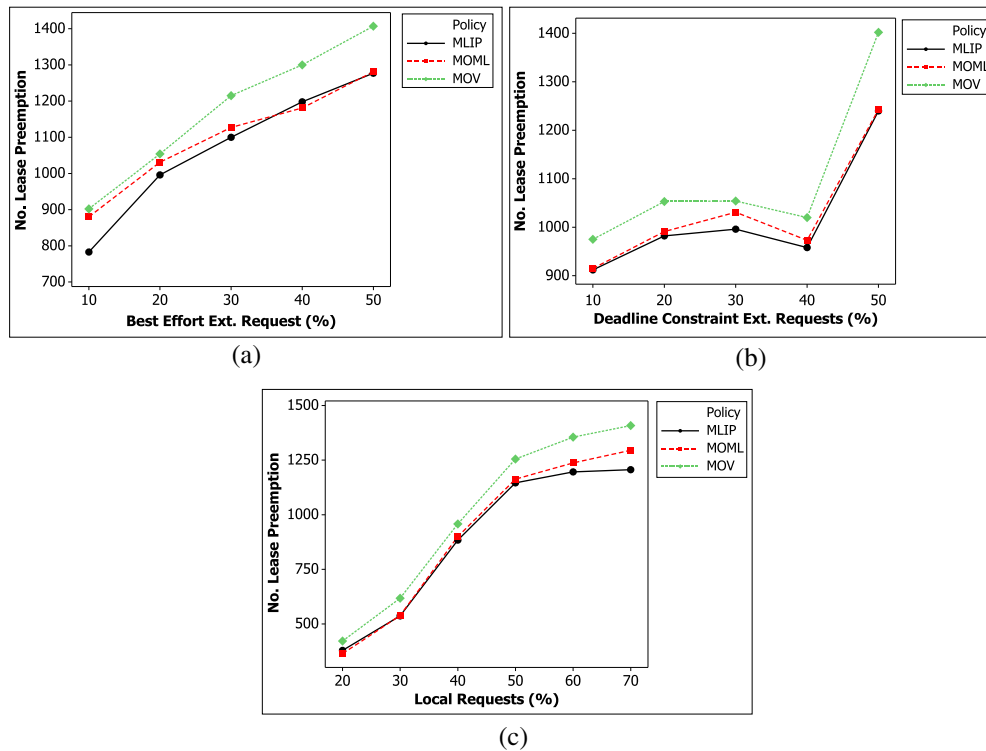 1400
1300
1200
1100
1000
900
800
700
No. Lease Preemption
10 20 30 40 50
Best Effort Ext. Request (%)
Policy
MLIP
MOML
MOV
(a)
1400
1300
1200
1100
1000
900
No. Lease Preemption
10 20 30 40 50
Deadline Constraint Ext. Requests (%)
Policy
MLIP
MOML
MOV
(b)
1500
1250
1000
750
500
No. Lease Preemption
20 30 40 50 60 70
Local Requests (%)
Policy
MLIP
MOML
MOV
(c)